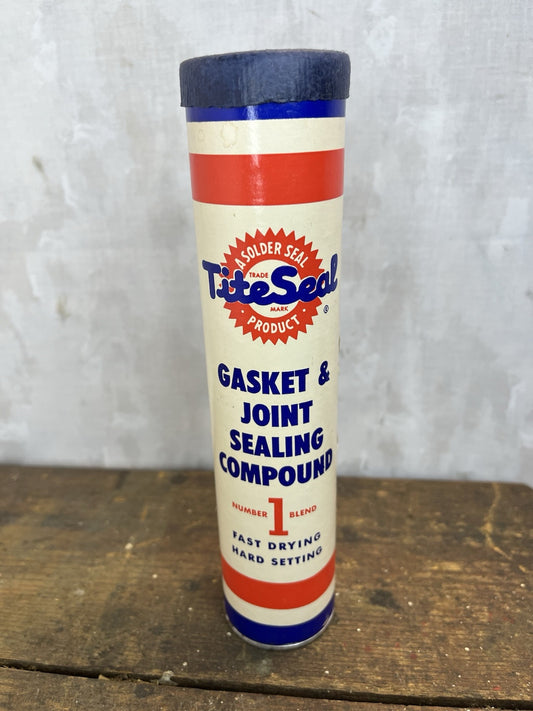 A SOLDER SEAL
TRADE
TiteSeal
MARK
®
PRODUCT
GASKET &
JOINT
SEALING
COMPOUND
NUMBER 1 BLEND
FAST DRYING
HARD SETTING